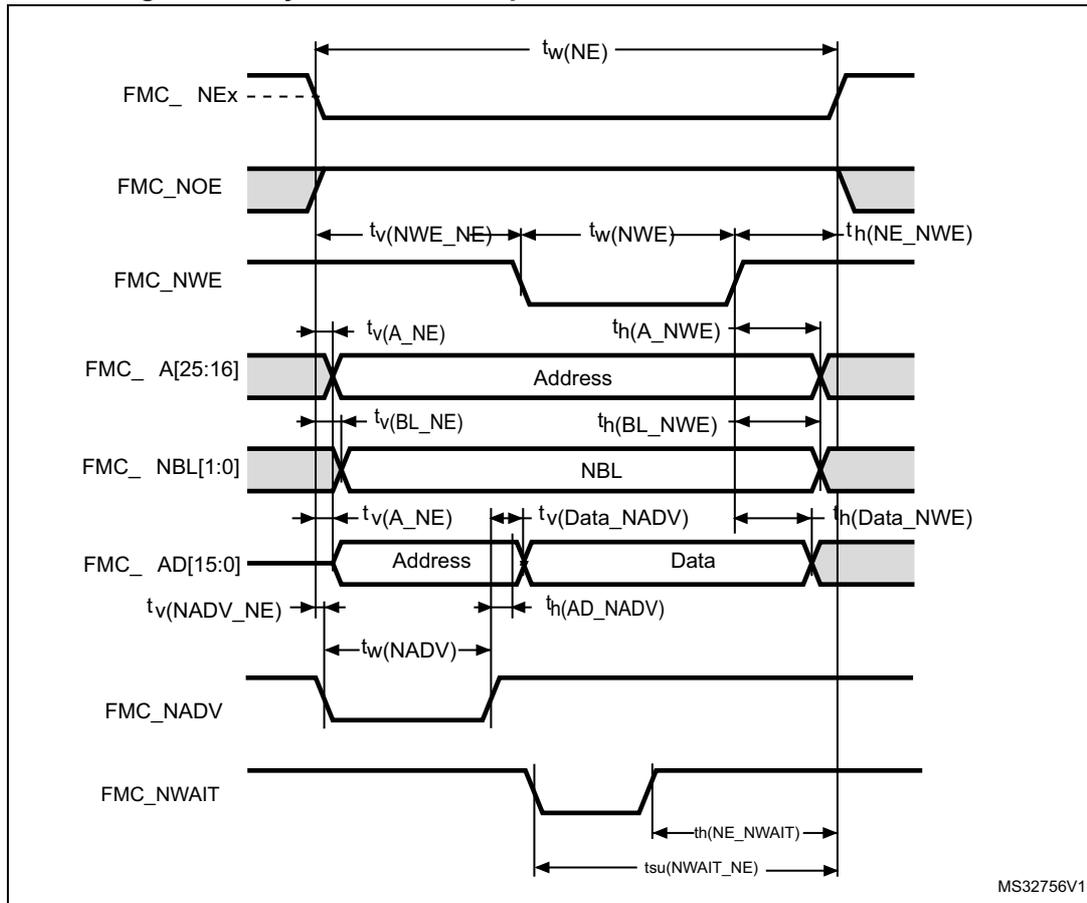 tw(NE)
FMC_ NEx
FMC_NOE
tv(NWE_NE) tw(NWE) th(NE_NWE)
FMC_NWE
tv(A_NE) th(A_NWE)
FMC_ A[25:16] Address
tv(BL_NE) th(BL_NWE)
FMC_ NBL[1:0] NBL
tv(A_NE) tv(Data_NADV) th(Data_NWE)
FMC_ AD[15:0] Address Data
tv(NADV_NE) th(AD_NADV)
tw(NADV)
FMC_NADV
FMC_NWAIT
th(NE_NWAIT)
tsu(NWAIT_NE)
MS32756V1